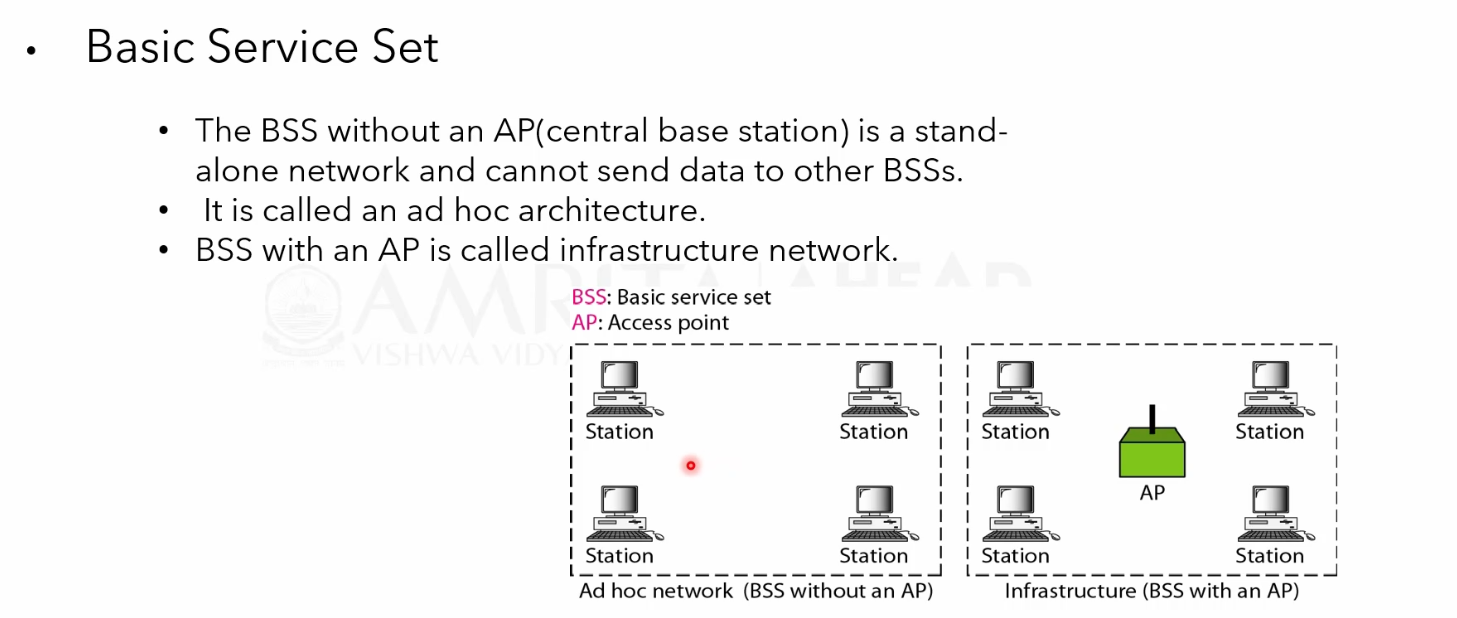 • Basic Service Set
• The BSS without an AP(central base station) is a stand-
alone network and cannot send data to other BSSs.
• It is called an ad hoc architecture.
• BSS with an AP is called infrastructure network.
AMRITA AHEAD
VISHWA VIDY
BSS: Basic service set
AP: Access point
Station
Station
Station
Station
Ad hoc network (BSS without an AP)
Station
Station
AP
Station
Station
Infrastructure (BSS with an AP)